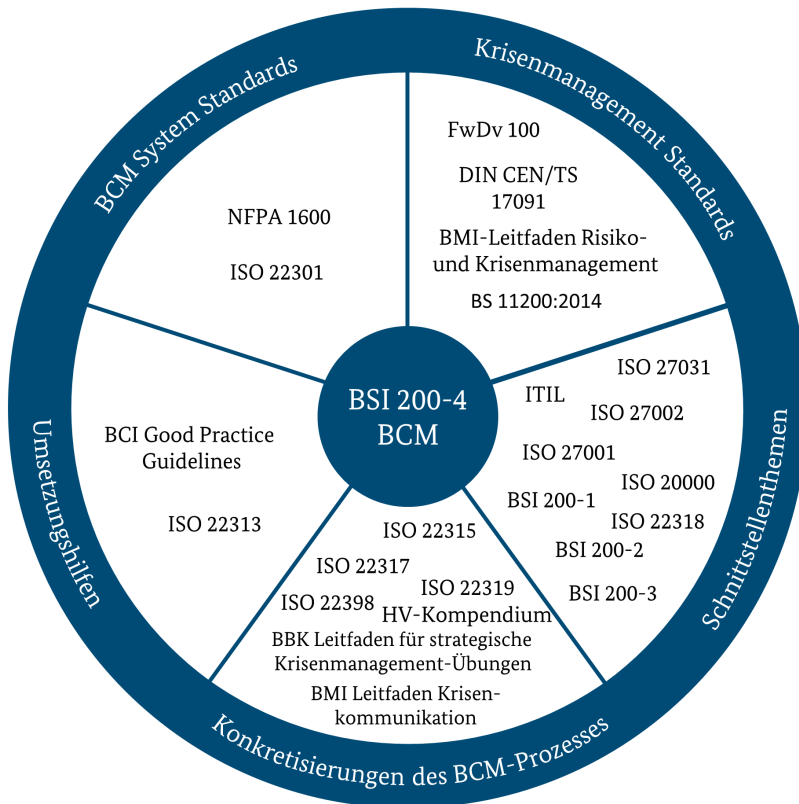 BCM System Standards
NFPA 1600
ISO 22301
Krisenmanagement Standards
FwDv 100
DIN CEN/TS
17091
BMI-Leitfaden Risiko-
und Krisenmanagement
BS 11200:2014
Schnittstellenthemen
ISO 27031
ITIL
ISO 27002
ISO 27001
ISO 20000
BSI 200-1
ISO 22318
BSI 200-2
BSI 200-3
Konkretisierungen des BCM-Prozesses
ISO 22315
ISO 22317
ISO 22319
ISO 22398
HV-Kompendium
BBK Leitfaden für strategische
Krisenmanagement-Übungen
BMI Leitfaden Krisen-
kommunikation
Umsetzungshilfen
BCI Good Practice
Guidelines
ISO 22313
BSI 200-4
BCM